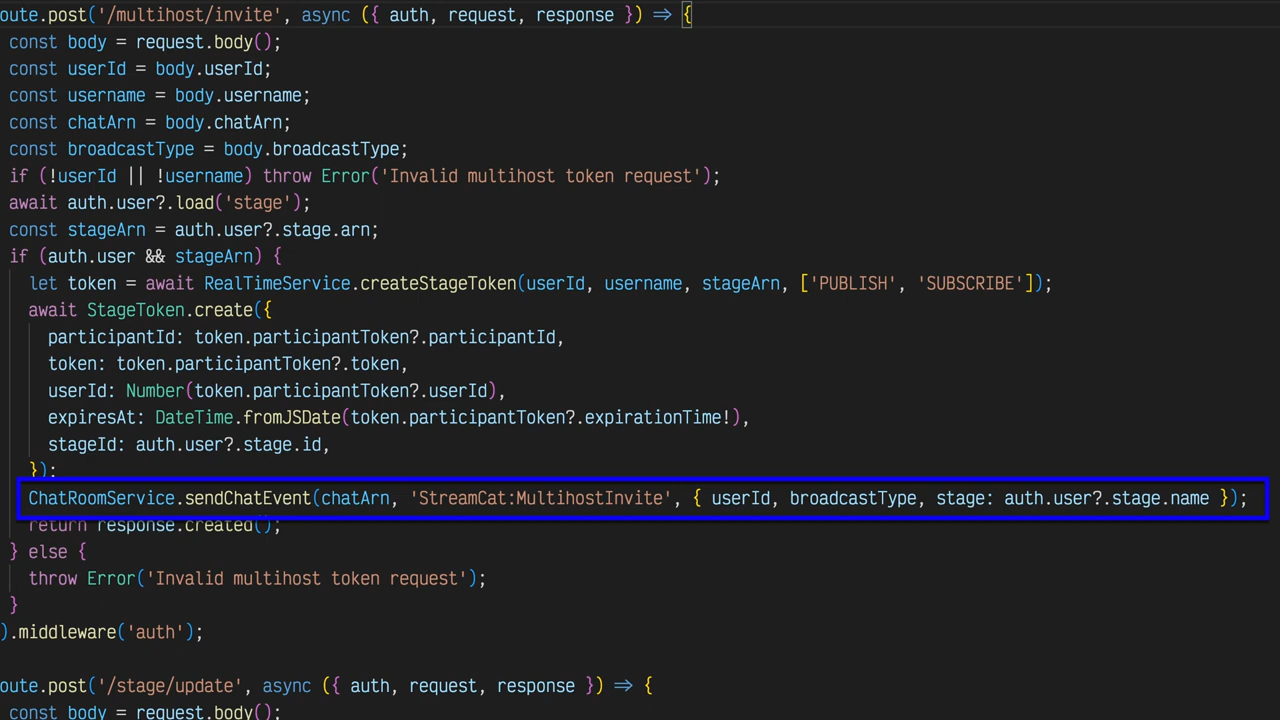 oute.post('/multihost/invite', async ({ auth, request, response }) => {
const body = request.body();
const userId = body.userId;
const username = body.username;
const chatArn = body.chatArn;
const broadcastType = body.broadcastType;
if (!userId || !username) throw Error('Invalid multihost token request');
await auth.user?.load('stage');
const stageArn = auth.user?.stage.arn;
if (auth.user && stageArn) {
let token = await RealTimeService.createStageToken(userId, username, stageArn, ['PUBLISH', 'SUBSCRIBE']);
await StageToken.create({
participantId: token.participantToken?.participantId,
token: token.participantToken?.token,
userId: Number(token.participantToken?.userId),
expiresAt: DateTime.fromJSDate(token.participantToken?.expirationTime!),
stageId: auth.user?.stage.id,
});
ChatRoomService.sendChatEvent(chatArn, 'StreamCat:MultihostInvite', { userId, broadcastType, stage: auth.user?.stage.name });
return response.created();
} else {
throw Error('Invalid multihost token request');
}
).middleware('auth');
oute.post('/stage/update', async ({ auth, request, response }) => {
const body = request.body();